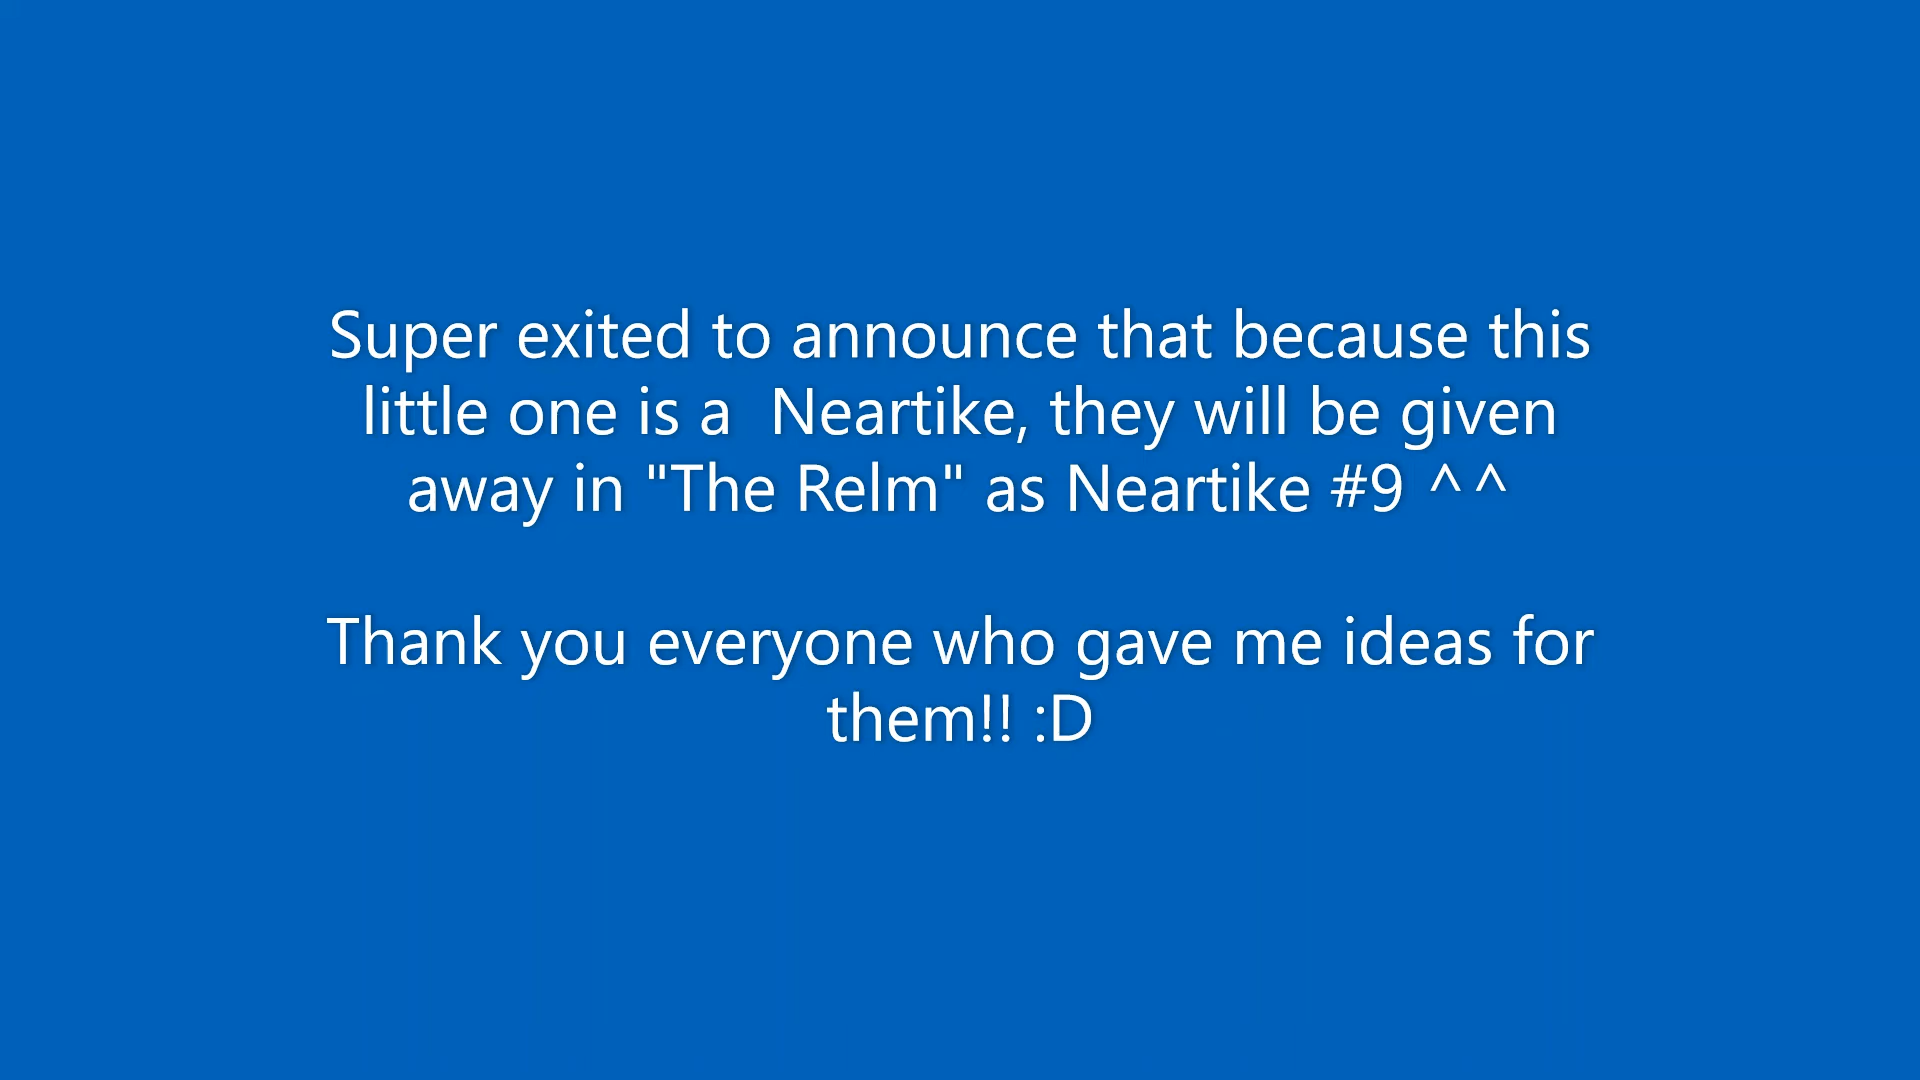 Super exited to announce that because this
little one is a  Neartike, they will be given
away in "The Relm" as Neartike #9 ^^
Thank you everyone who gave me ideas for
them!! :D